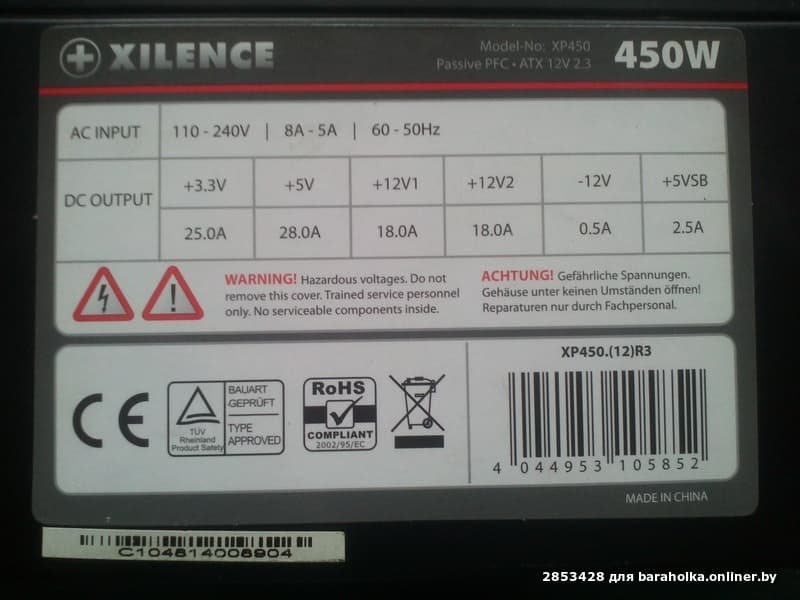 XILENCE
Model-No: XP450
Passive PFC • ATX 12V 2.3
450W
AC INPUT 110 - 240V | 8A - 5A | 60 - 50Hz
DC OUTPUT
+3.3V +5V +12V1 +12V2 -12V +5VSB
25.0A 28.0A 18.0A 18.0A 0.5A 2.5A
WARNING! Hazardous voltages. Do not
remove this cover. Trained service personnel
only. No serviceable components inside.
ACHTUNG! Gefährliche Spannungen.
Gehäuse unter keinen Umständen öffnen!
Reparaturen nur durch Fachpersonal.
CE
TÜV
Rheinland
Product Safety
BAUART
GEPRÜFT
TYPE
APPROVED
RoHS
COMPLIANT
2002/95/EC
XP450.(12)R3
4 044953 105852
MADE IN CHINA
C104814008904
2853428 для baraholka.onliner.by